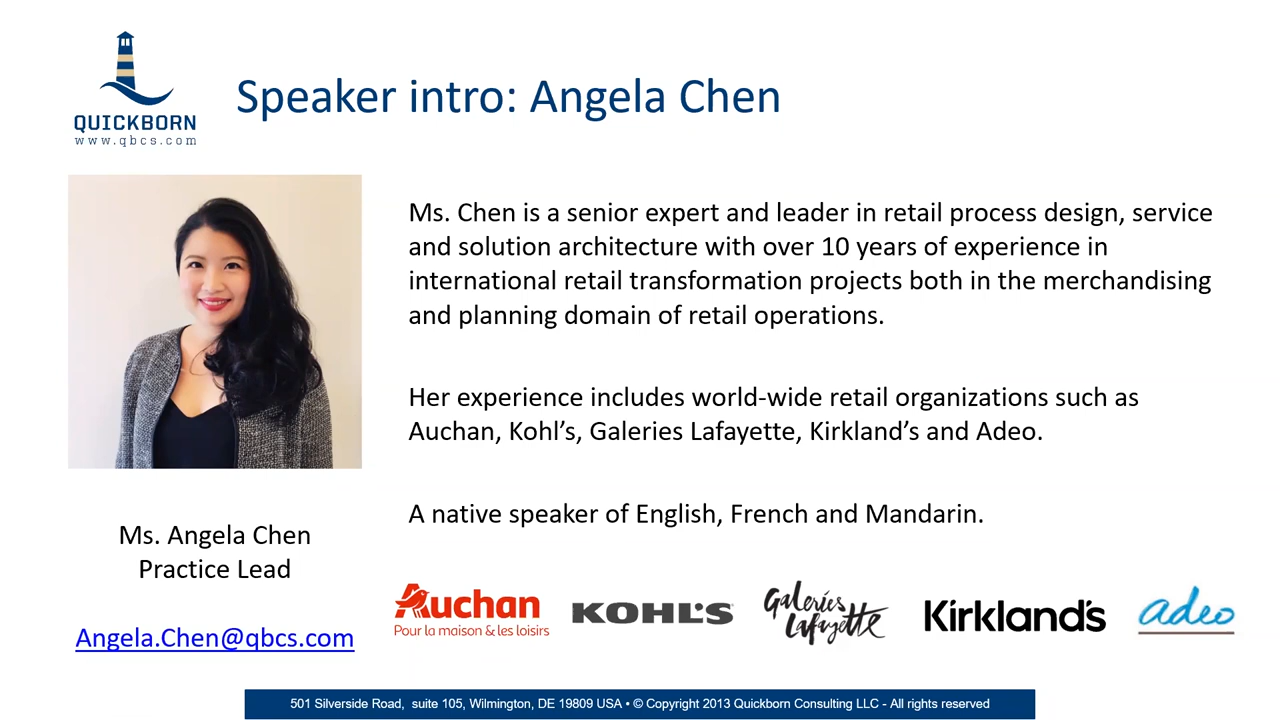 QUICKBORN
www.qbcs.com
Speaker intro: Angela Chen
Ms. Chen is a senior expert and leader in retail process design, service
and solution architecture with over 10 years of experience in
international retail transformation projects both in the merchandising
and planning domain of retail operations.
Her experience includes world-wide retail organizations such as
Auchan, Kohl’s, Galeries Lafayette, Kirkland’s and Adeo.
A native speaker of English, French and Mandarin.
Ms. Angela Chen
Practice Lead
Angela.Chen@qbcs.com
Auchan
Pour la maison & les loisirs
KOHL'S
Galeries
Lafayette
Kirkland's
adeo
501 Silverside Road, suite 105, Wilmington, DE 19809 USA • © Copyright 2013 Quickborn Consulting LLC - All rights reserved